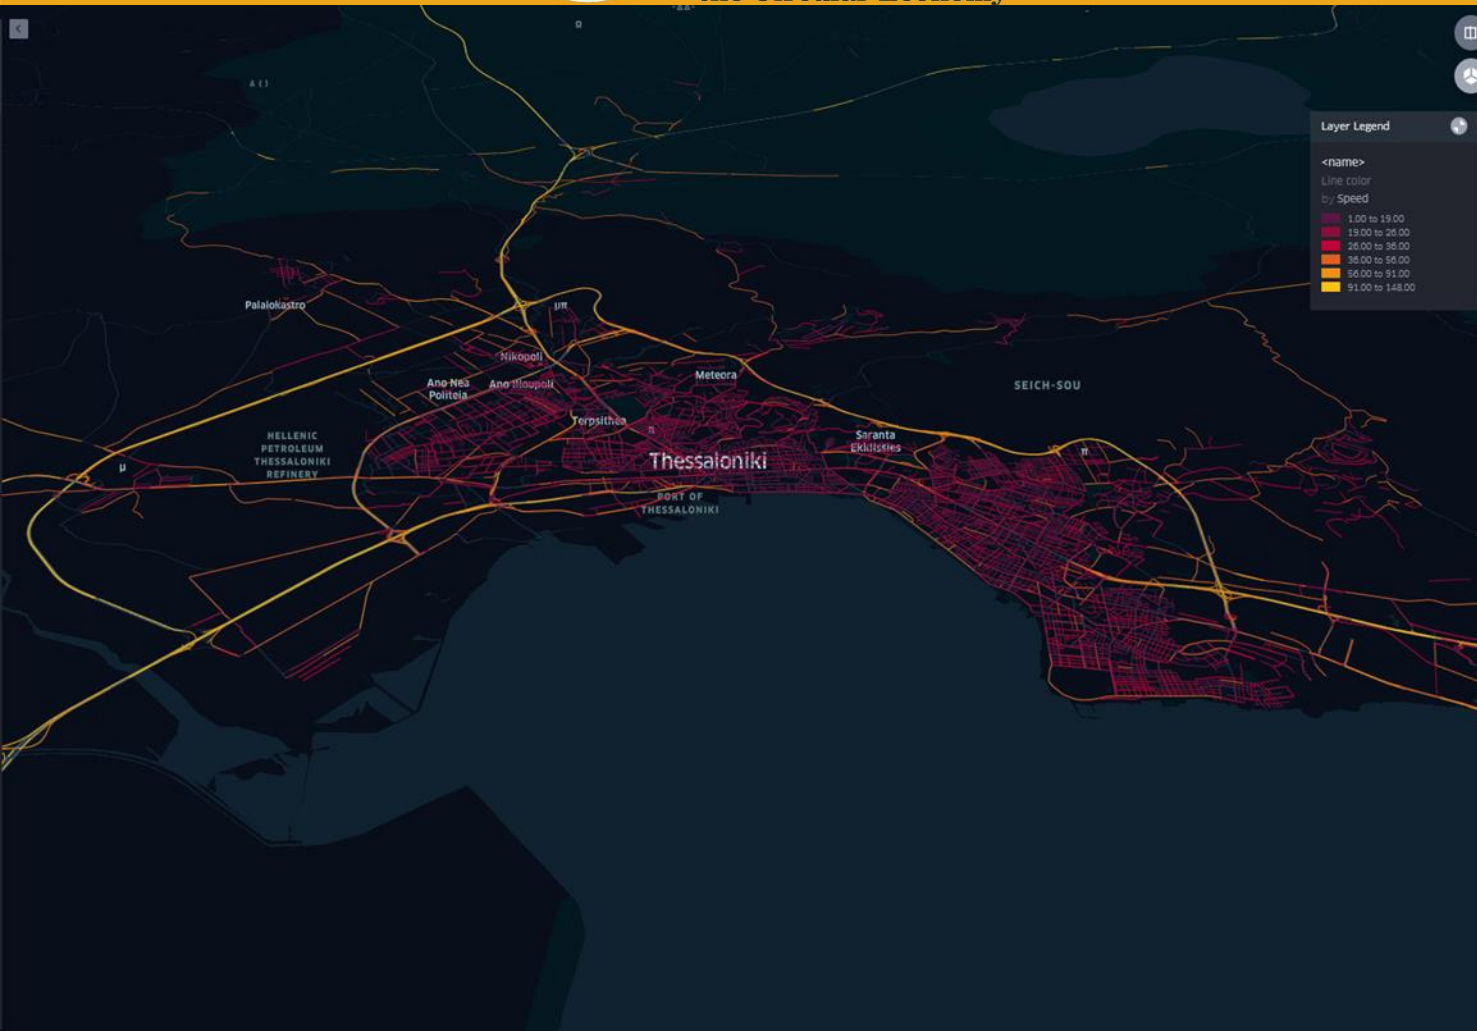 Layer Legend
<name>
Line color
by Speed
1.00 to 19.00
19.00 to 26.00
26.00 to 36.00
36.00 to 56.00
56.00 to 91.00
91.00 to 148.00
Palaiokastro
μπ
Nikopoli
Ano Nea
Politeia
Ano Ilioupoli
Meteora
SEICH-SOU
Terpsithea
π
HELLENIC
PETROLEUM
THESSALONIKI
REFINERY
μ
Thessaloniki
Saranta
Ekklissies
π
PORT OF
THESSALONIKI